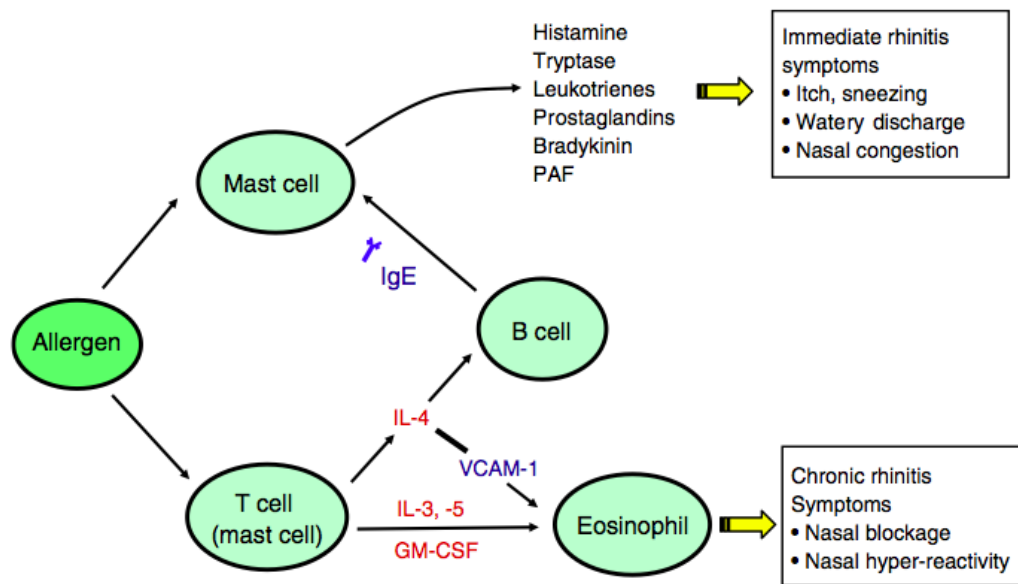 Histamine
Tryptase
Leukotrienes
Prostaglandins
Bradykinin
PAF
Immediate rhinitis
symptoms
• Itch, sneezing
• Watery discharge
• Nasal congestion
Mast cell
IgE
B cell
Allergen
IL-4
VCAM-1
T cell
(mast cell)
IL-3, -5
GM-CSF
Eosinophil
Chronic rhinitis
Symptoms
• Nasal blockage
• Nasal hyper-reactivity